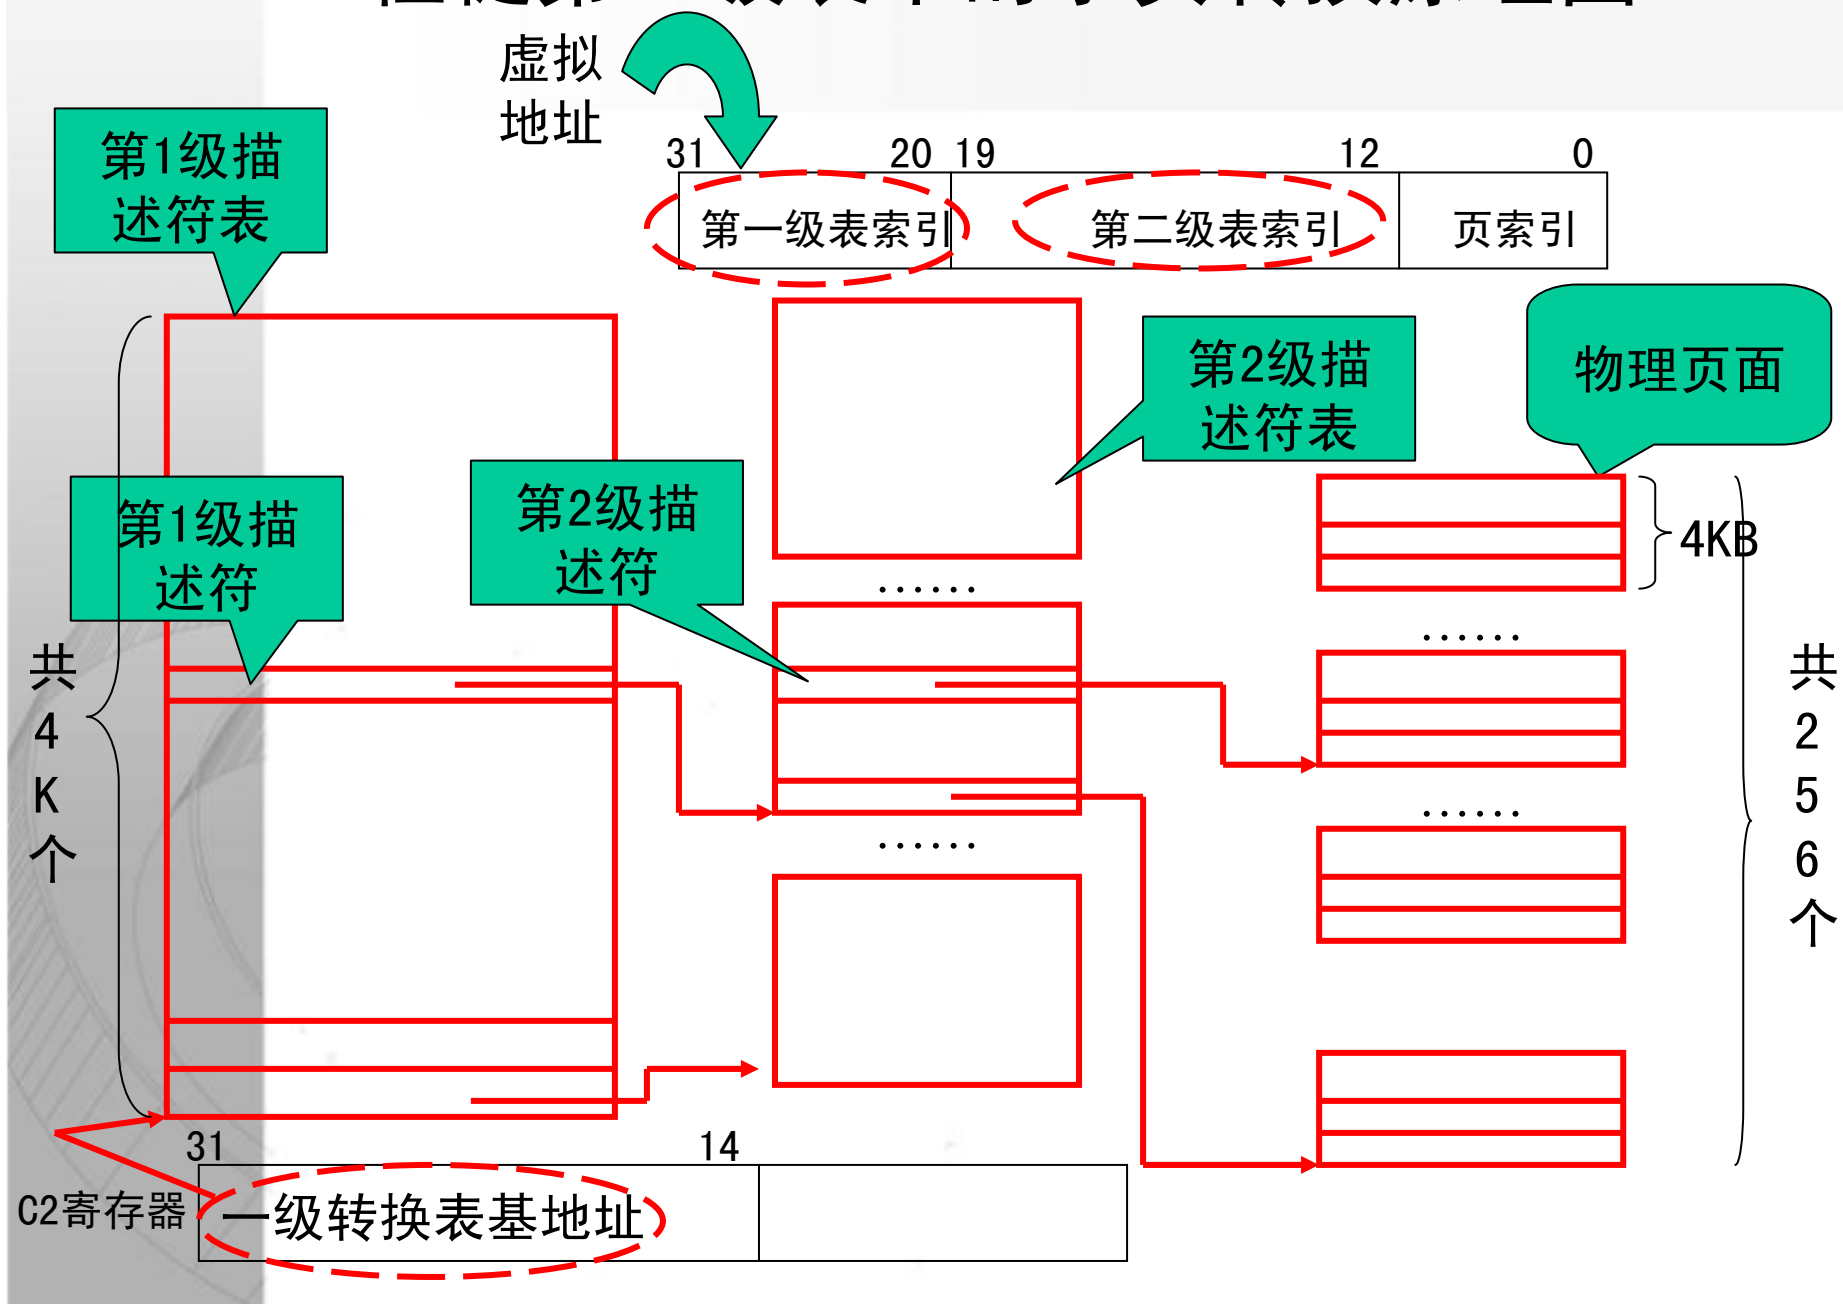 虚拟
地址
第1级描
述符表
31 20 19 12 0
第一级表索引 第二级表索引 页索引
第2级描
述符表
物理页面
第1级描
述符
第2级描
述符
4KB
......
......
......
......
共
4
K
个
共
2
5
6
个
31 14
C2寄存器 一级转换表基地址